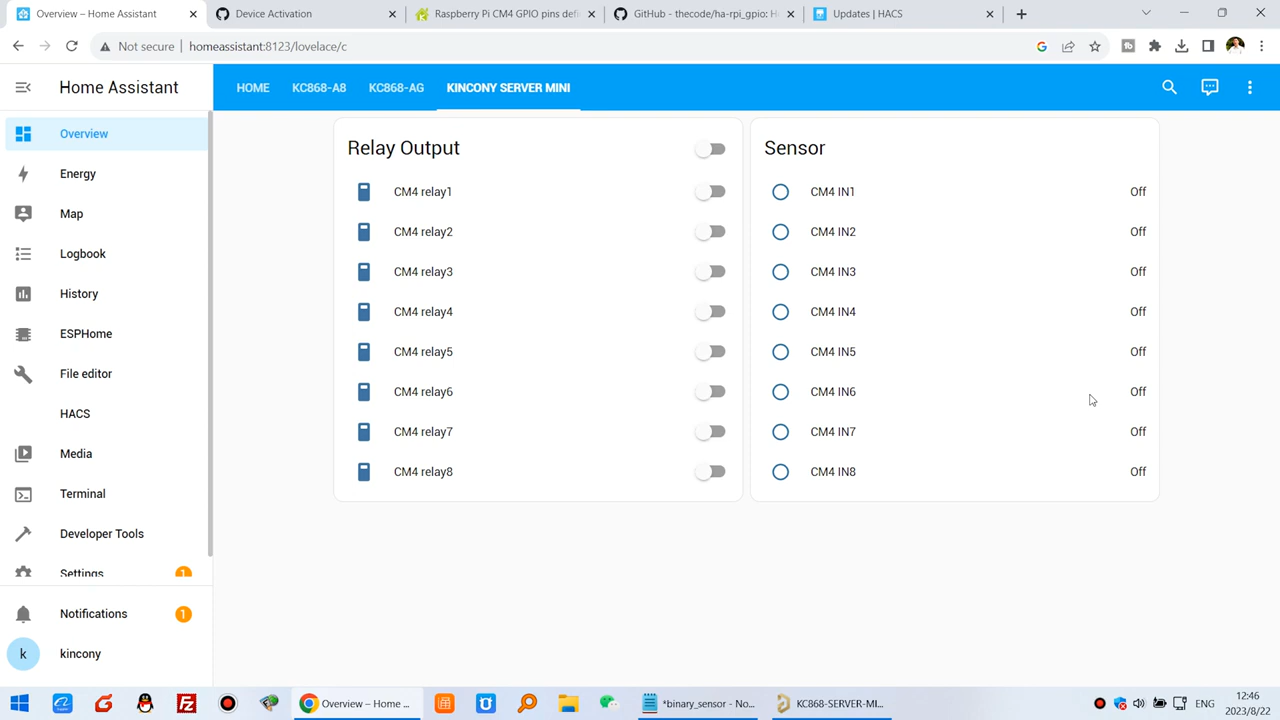 Overview – Home Assistant
Device Activation
Raspberry Pi CM4 GPIO pins defi
GitHub - thecode/ha-rpi_gpio: H
Updates | HACS
Not secure
homeassistant:8123/lovelace/c
Home Assistant
HOME
KC868-A8
KC868-AG
KINCONY SERVER MINI
Overview
Energy
Map
Logbook
History
ESPHome
File editor
HACS
Media
Terminal
Developer Tools
Settings
1
Notifications
1
k
kincony
Relay Output
CM4 relay1
CM4 relay2
CM4 relay3
CM4 relay4
CM4 relay5
CM4 relay6
CM4 relay7
CM4 relay8
Sensor
CM4 IN1 Off
CM4 IN2 Off
CM4 IN3 Off
CM4 IN4 Off
CM4 IN5 Off
CM4 IN6 Off
CM4 IN7 Off
CM4 IN8 Off
Overview – Home ...
*binary_sensor - No...
KC868-SERVER-MI...
ENG
12:46
2023/8/22